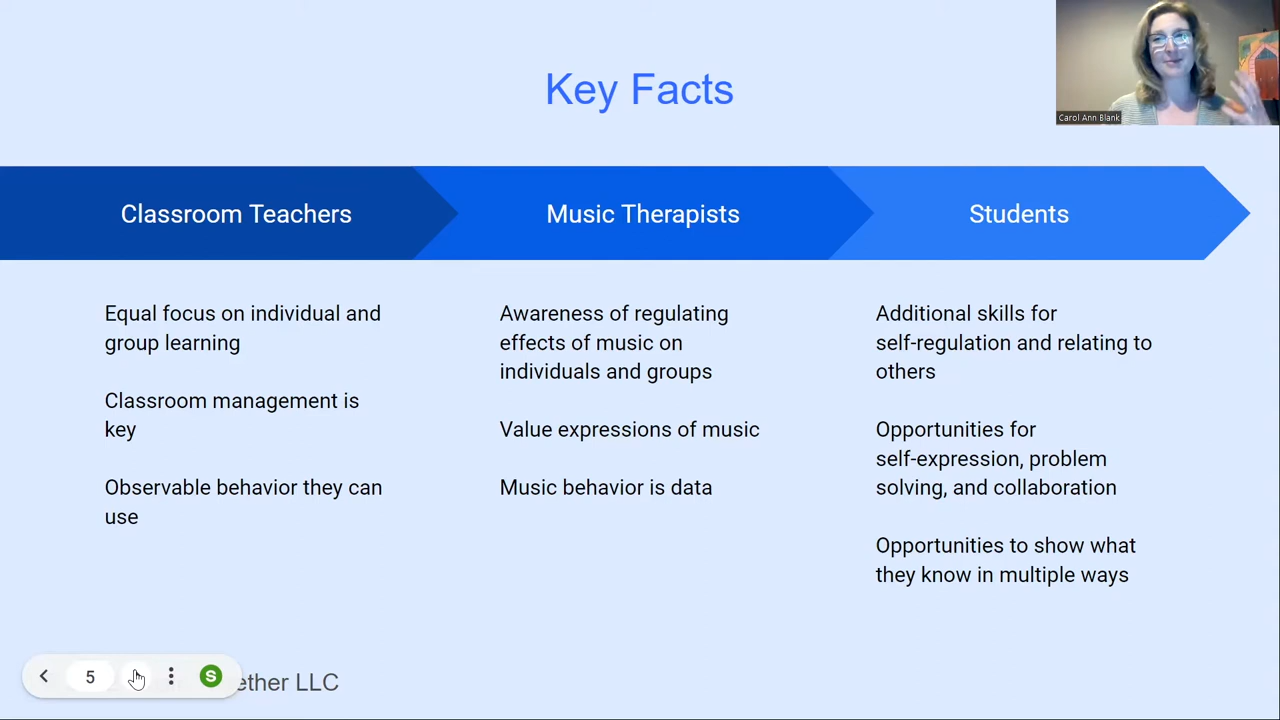 Key Facts
Carol Ann Blank
Classroom Teachers
Music Therapists
Students
Equal focus on individual and
group learning
Classroom management is
key
Observable behavior they can
use
Awareness of regulating
effects of music on
individuals and groups
Value expressions of music
Music behavior is data
Additional skills for
self-regulation and relating to
others
Opportunities for
self-expression, problem
solving, and collaboration
Opportunities to show what
they know in multiple ways
5
S
LLC